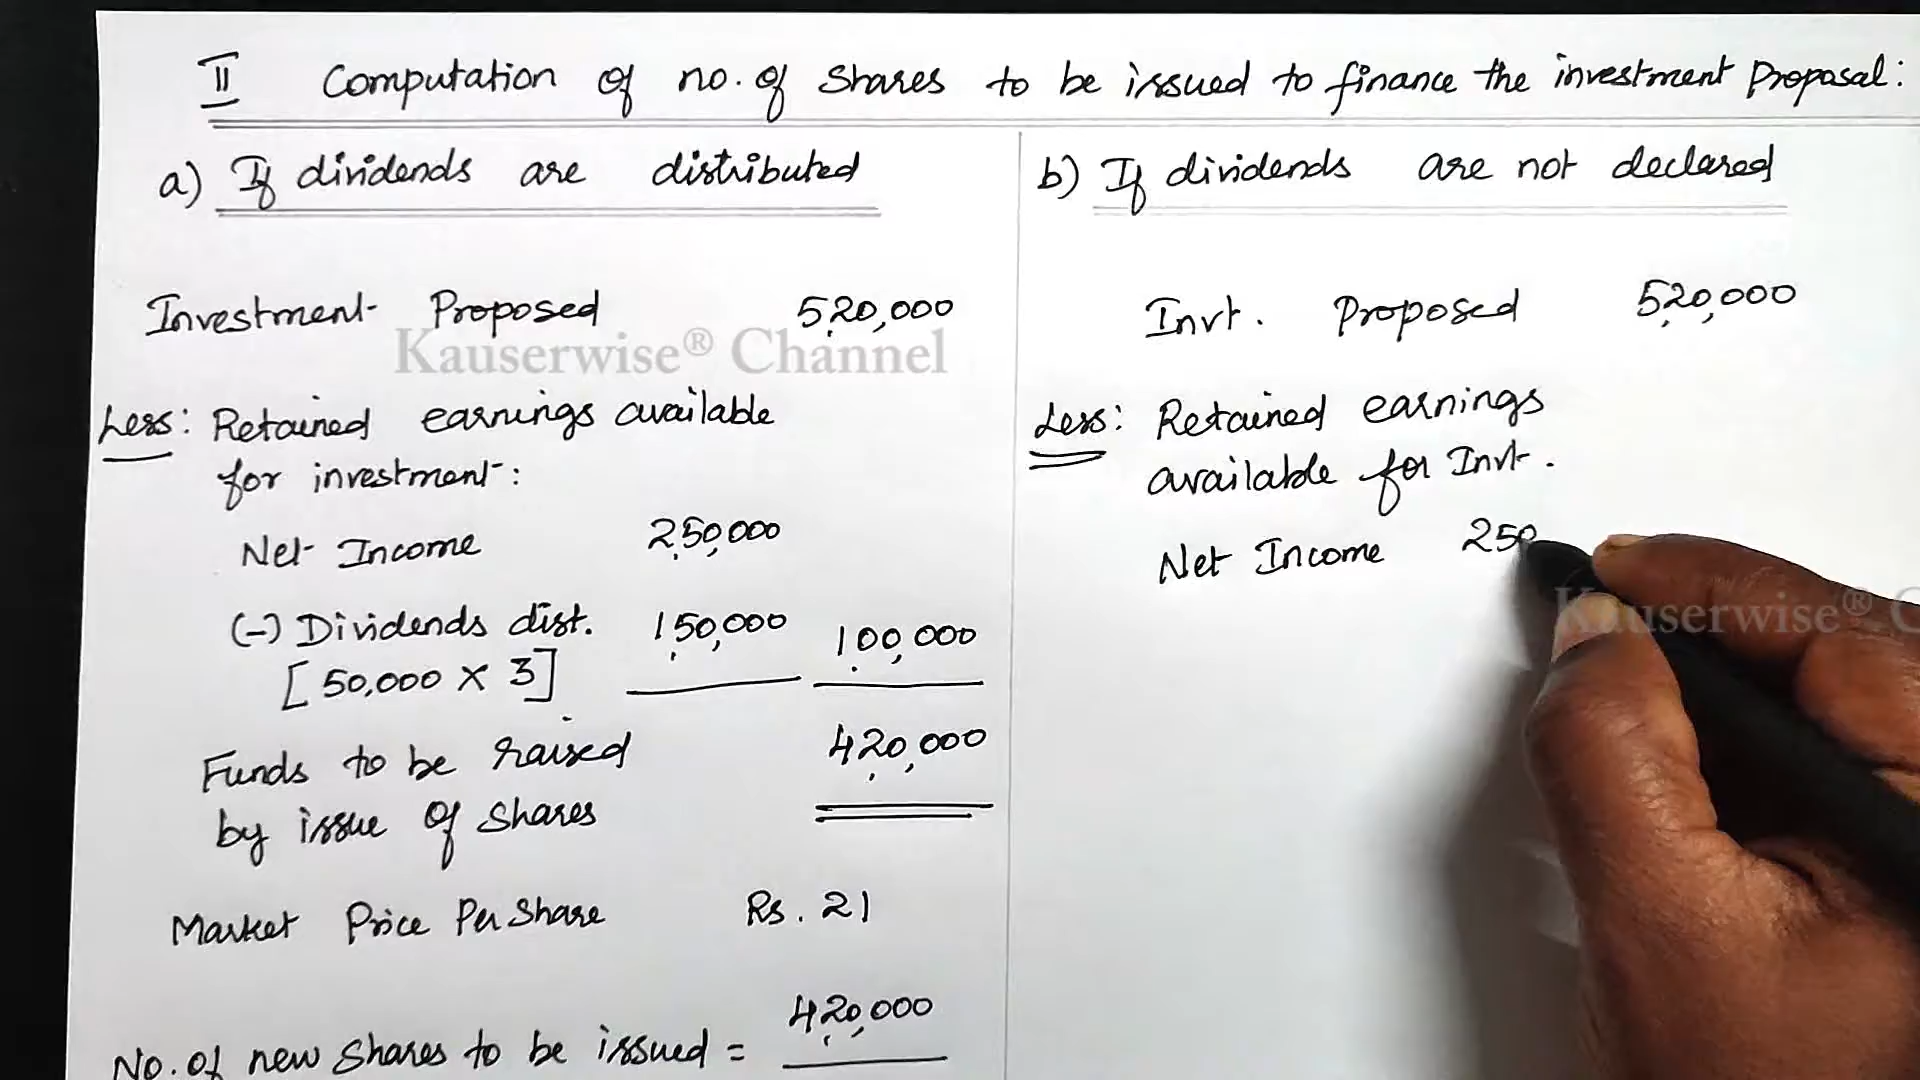 II Computation of no. of shares to be issued to finance the investment Proposal:
a) If dividends are distributed
Investment Proposed 5,20,000
Kauserwise® Channel
Less: Retained earnings available
for investment:
Net Income 2,50,000
(-) Dividends dist. 1,50,000 1,00,000
[50,000 X 3]
Funds to be raised 4,20,000
by issue of shares
Market Price Per Share Rs. 21
4,20,000
No. of new shares to be issued =
b) If dividends are not declared
Invt. Proposed 5,20,000
Less: Retained earnings
available for Invt.
Net Income 250
Kauserwise® C